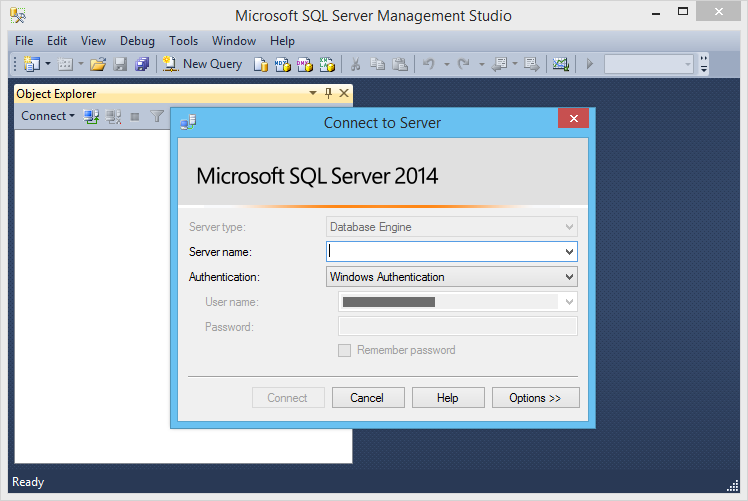 Microsoft SQL Server Management Studio
File Edit View Debug Tools Window Help
New Query
Object Explorer
Connect
Connect to Server
Microsoft SQL Server 2014
Server type: Database Engine
Server name:
Authentication: Windows Authentication
User name:
Password:
Remember password
Connect Cancel Help Options >>
Ready